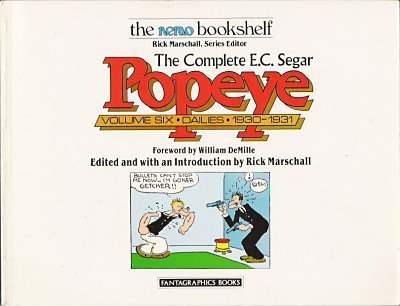 the nemo bookshelf
Rick Marschall, Series Editor
The Complete E.C. Segar
Popeye
VOLUME SIX • DAILIES • 1930-1931
Foreword by William DeMille
Edited and with an Introduction by Rick Marschall
BULLETS CAN'T STOP
ME NOW... I'M GONER
GETCHER!!
FANTAGRAPHICS BOOKS